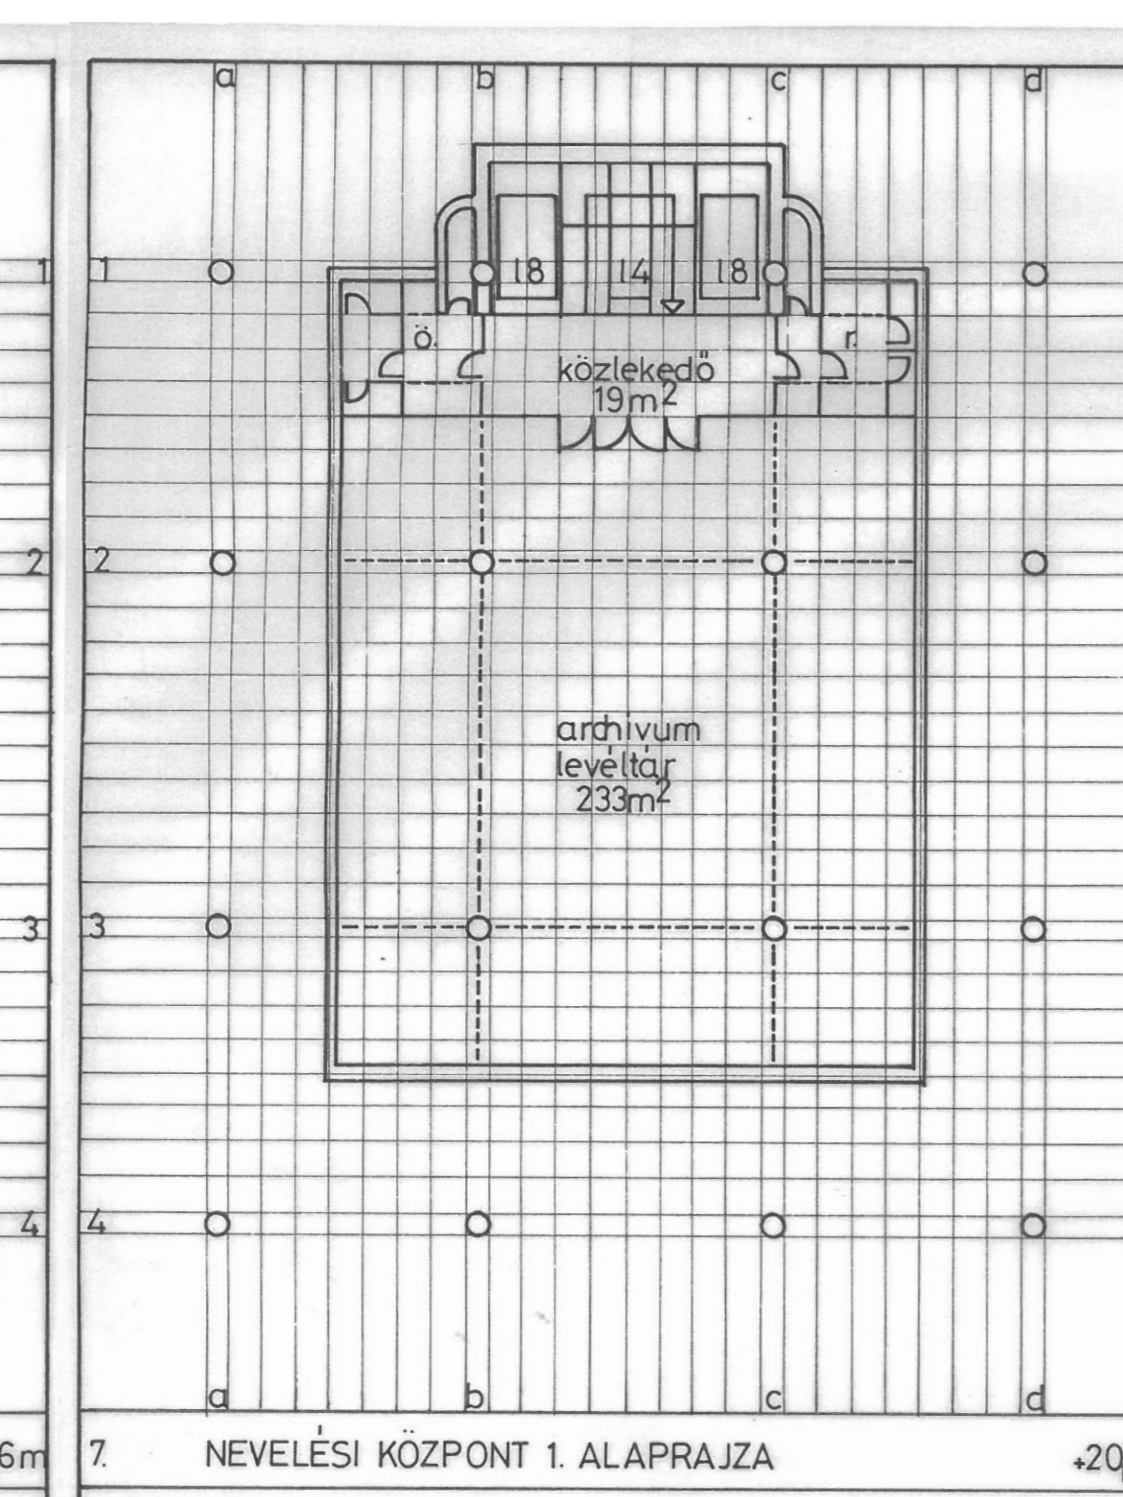 a b c d
1 1
18 14 18
ö. r.
közlekedő
19m²
2 2
archivum
levéltár
233m²
3 3
4 4
a b c d
6m 7. NEVELÉSI KÖZPONT 1. ALAPRAJZA +20